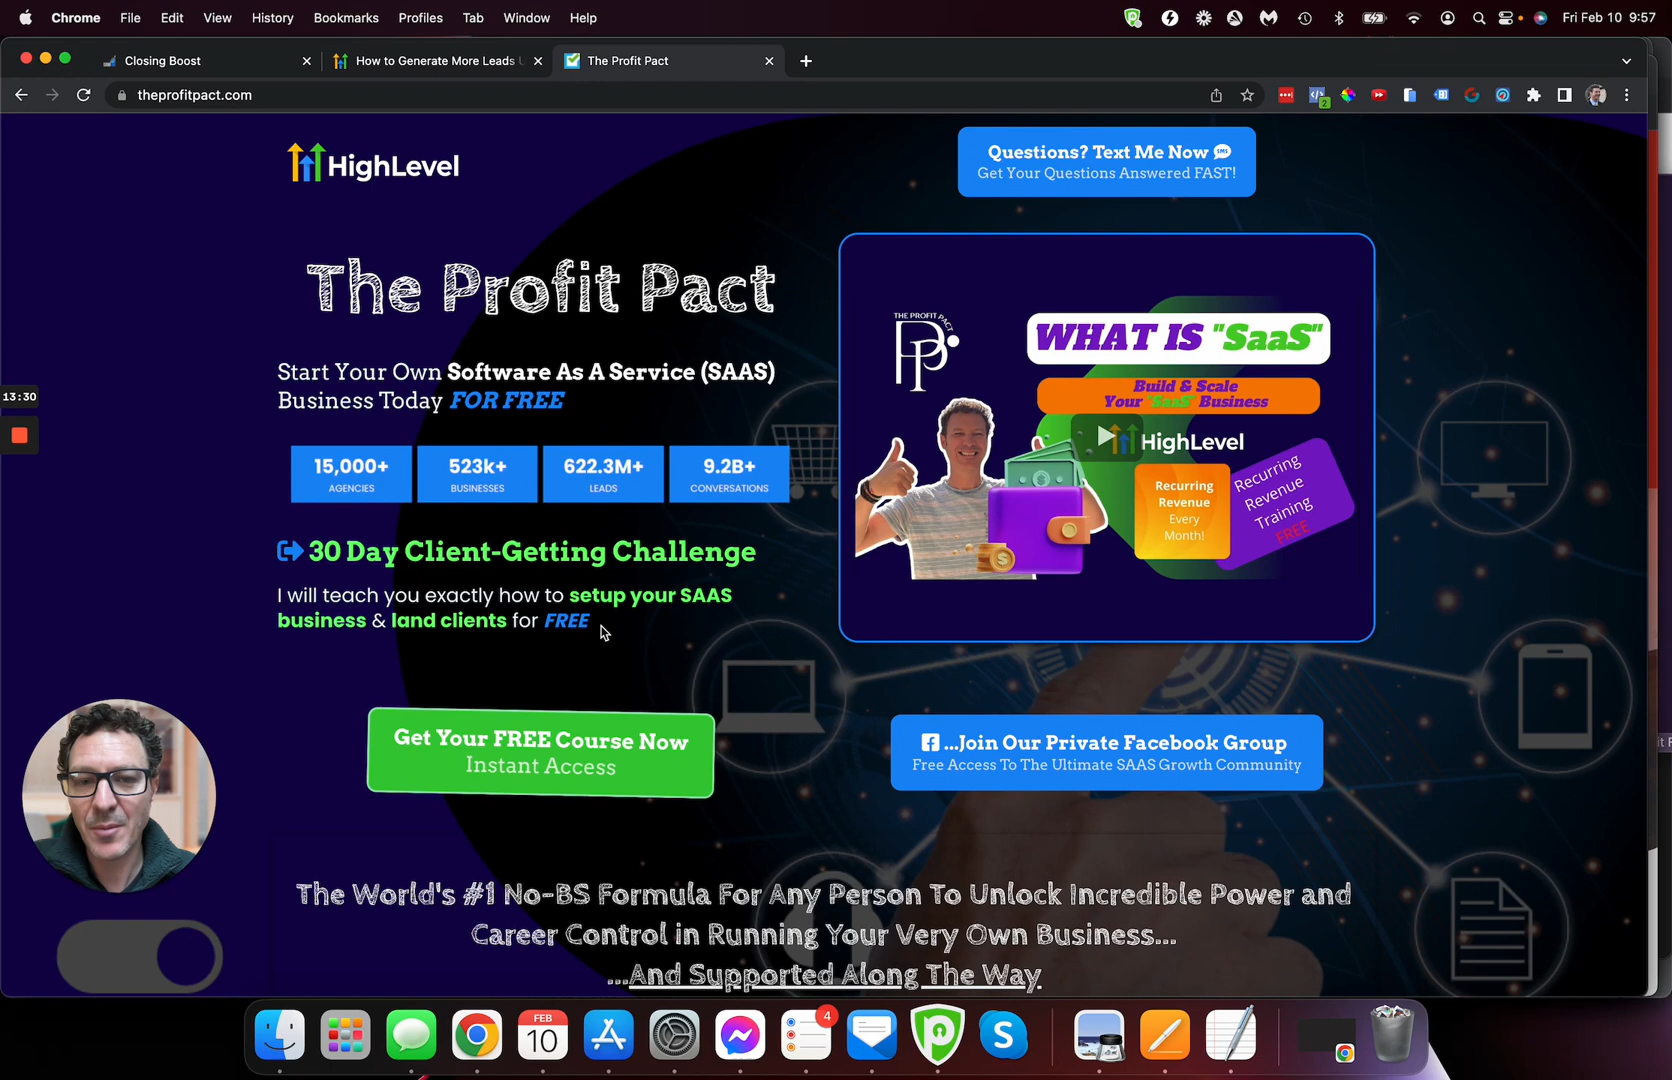 Chrome File Edit View History Bookmarks Profiles Tab Window Help Fri Feb 10 9:57
Closing Boost
How to Generate More Leads U
The Profit Pact
theprofitpact.com
2
HighLevel
Questions? Text Me Now SMS
Get Your Questions Answered FAST!
The Profit Pact
Start Your Own Software As A Service (SAAS)
Business Today FOR FREE
15,000+
AGENCIES
523k+
BUSINESSES
622.3M+
LEADS
9.2B+
CONVERSATIONS
30 Day Client-Getting Challenge
I will teach you exactly how to setup your SAAS
business & land clients for FREE
THE PROFIT PACT
PP
WHAT IS "SaaS"
Build & Scale
Your "SaaS" Business
HighLevel
Recurring
Revenue
Every
Month!
Recurring
Revenue
Training
FREE
13:30
Get Your FREE Course Now
Instant Access
...Join Our Private Facebook Group
Free Access To The Ultimate SAAS Growth Community
The World's #1 No-BS Formula For Any Person To Unlock Incredible Power and
Career Control in Running Your Very Own Business...
...And Supported Along The Way
FEB
10
4